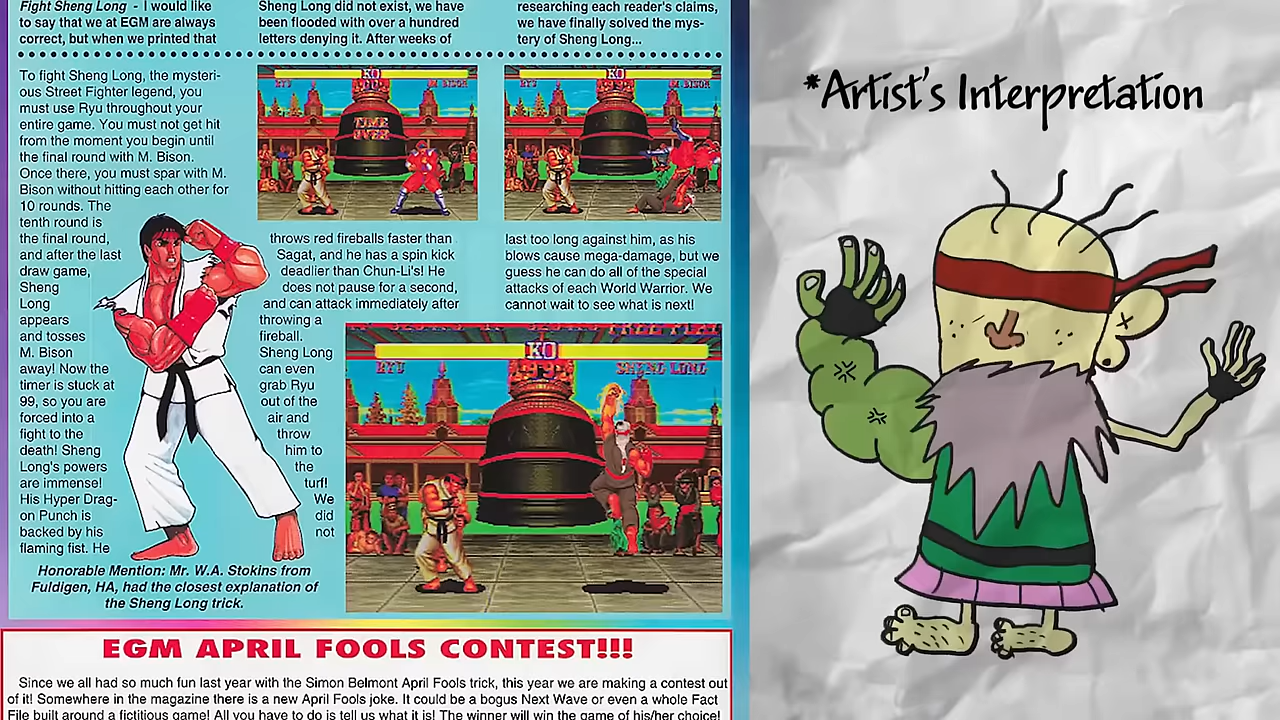 Fight Sheng Long - I would like
to say that we at EGM are always
correct, but when we printed that
Sheng Long did not exist, we have
been flooded with over a hundred
letters denying it. After weeks of
researching each reader's claims,
we have finally solved the mys-
tery of Sheng Long...
To fight Sheng Long, the mysteri-
ous Street Fighter legend, you
must use Ryu throughout your
entire game. You must not get hit
from the moment you begin until
the final round with M. Bison.
Once there, you must spar with M.
Bison without hitting each other for
10 rounds. The
tenth round is
the final round,
and after the last
draw game,
Sheng
Long
appears
and tosses
M. Bison
away! Now the
timer is stuck at
99, so you are
forced into a
fight to the
death! Sheng
Long's powers
are immense!
His Hyper Drag-
on Punch is
backed by his
flaming fist. He
KO
RYU
M. BISON
TIME
OVER
KO
RYU
M. BISON
throws red fireballs faster than
Sagat, and he has a spin kick
deadlier than Chun-Li's! He
does not pause for a second,
and can attack immediately after
throwing a
fireball.
Sheng Long
can even
grab Ryu
out of the
air and
throw
him to
the
turf!
We
did
not
last too long against him, as his
blows cause mega-damage, but we
guess he can do all of the special
attacks of each World Warrior. We
cannot wait to see what is next!
FREE PLAY
KO
RYU
SHENG LONG
Honorable Mention: Mr. W.A. Stokins from
Fuldigen, HA, had the closest explanation of
the Sheng Long trick.
EGM APRIL FOOLS CONTEST!!!
Since we all had so much fun last year with the Simon Belmont April Fools trick, this year we are making a contest out
of it! Somewhere in the magazine there is a new April Fools joke. It could be a bogus Next Wave or even a whole Fact
File built around a fictitious game! All you have to do is tell us what it is! The winner will win the game of his/her choice!
*Artist's Interpretation